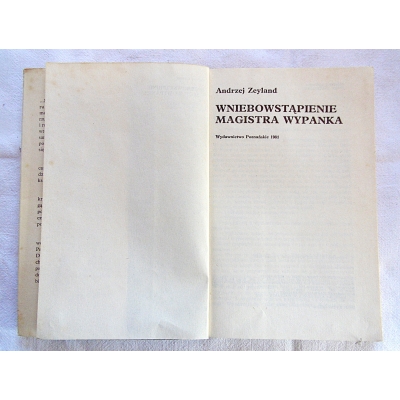 Andrzej Zeyland
WNIEBOWSTĄPIENIE
MAGISTRA WYPANKA
Wydawnictwo Poznańskie 1981